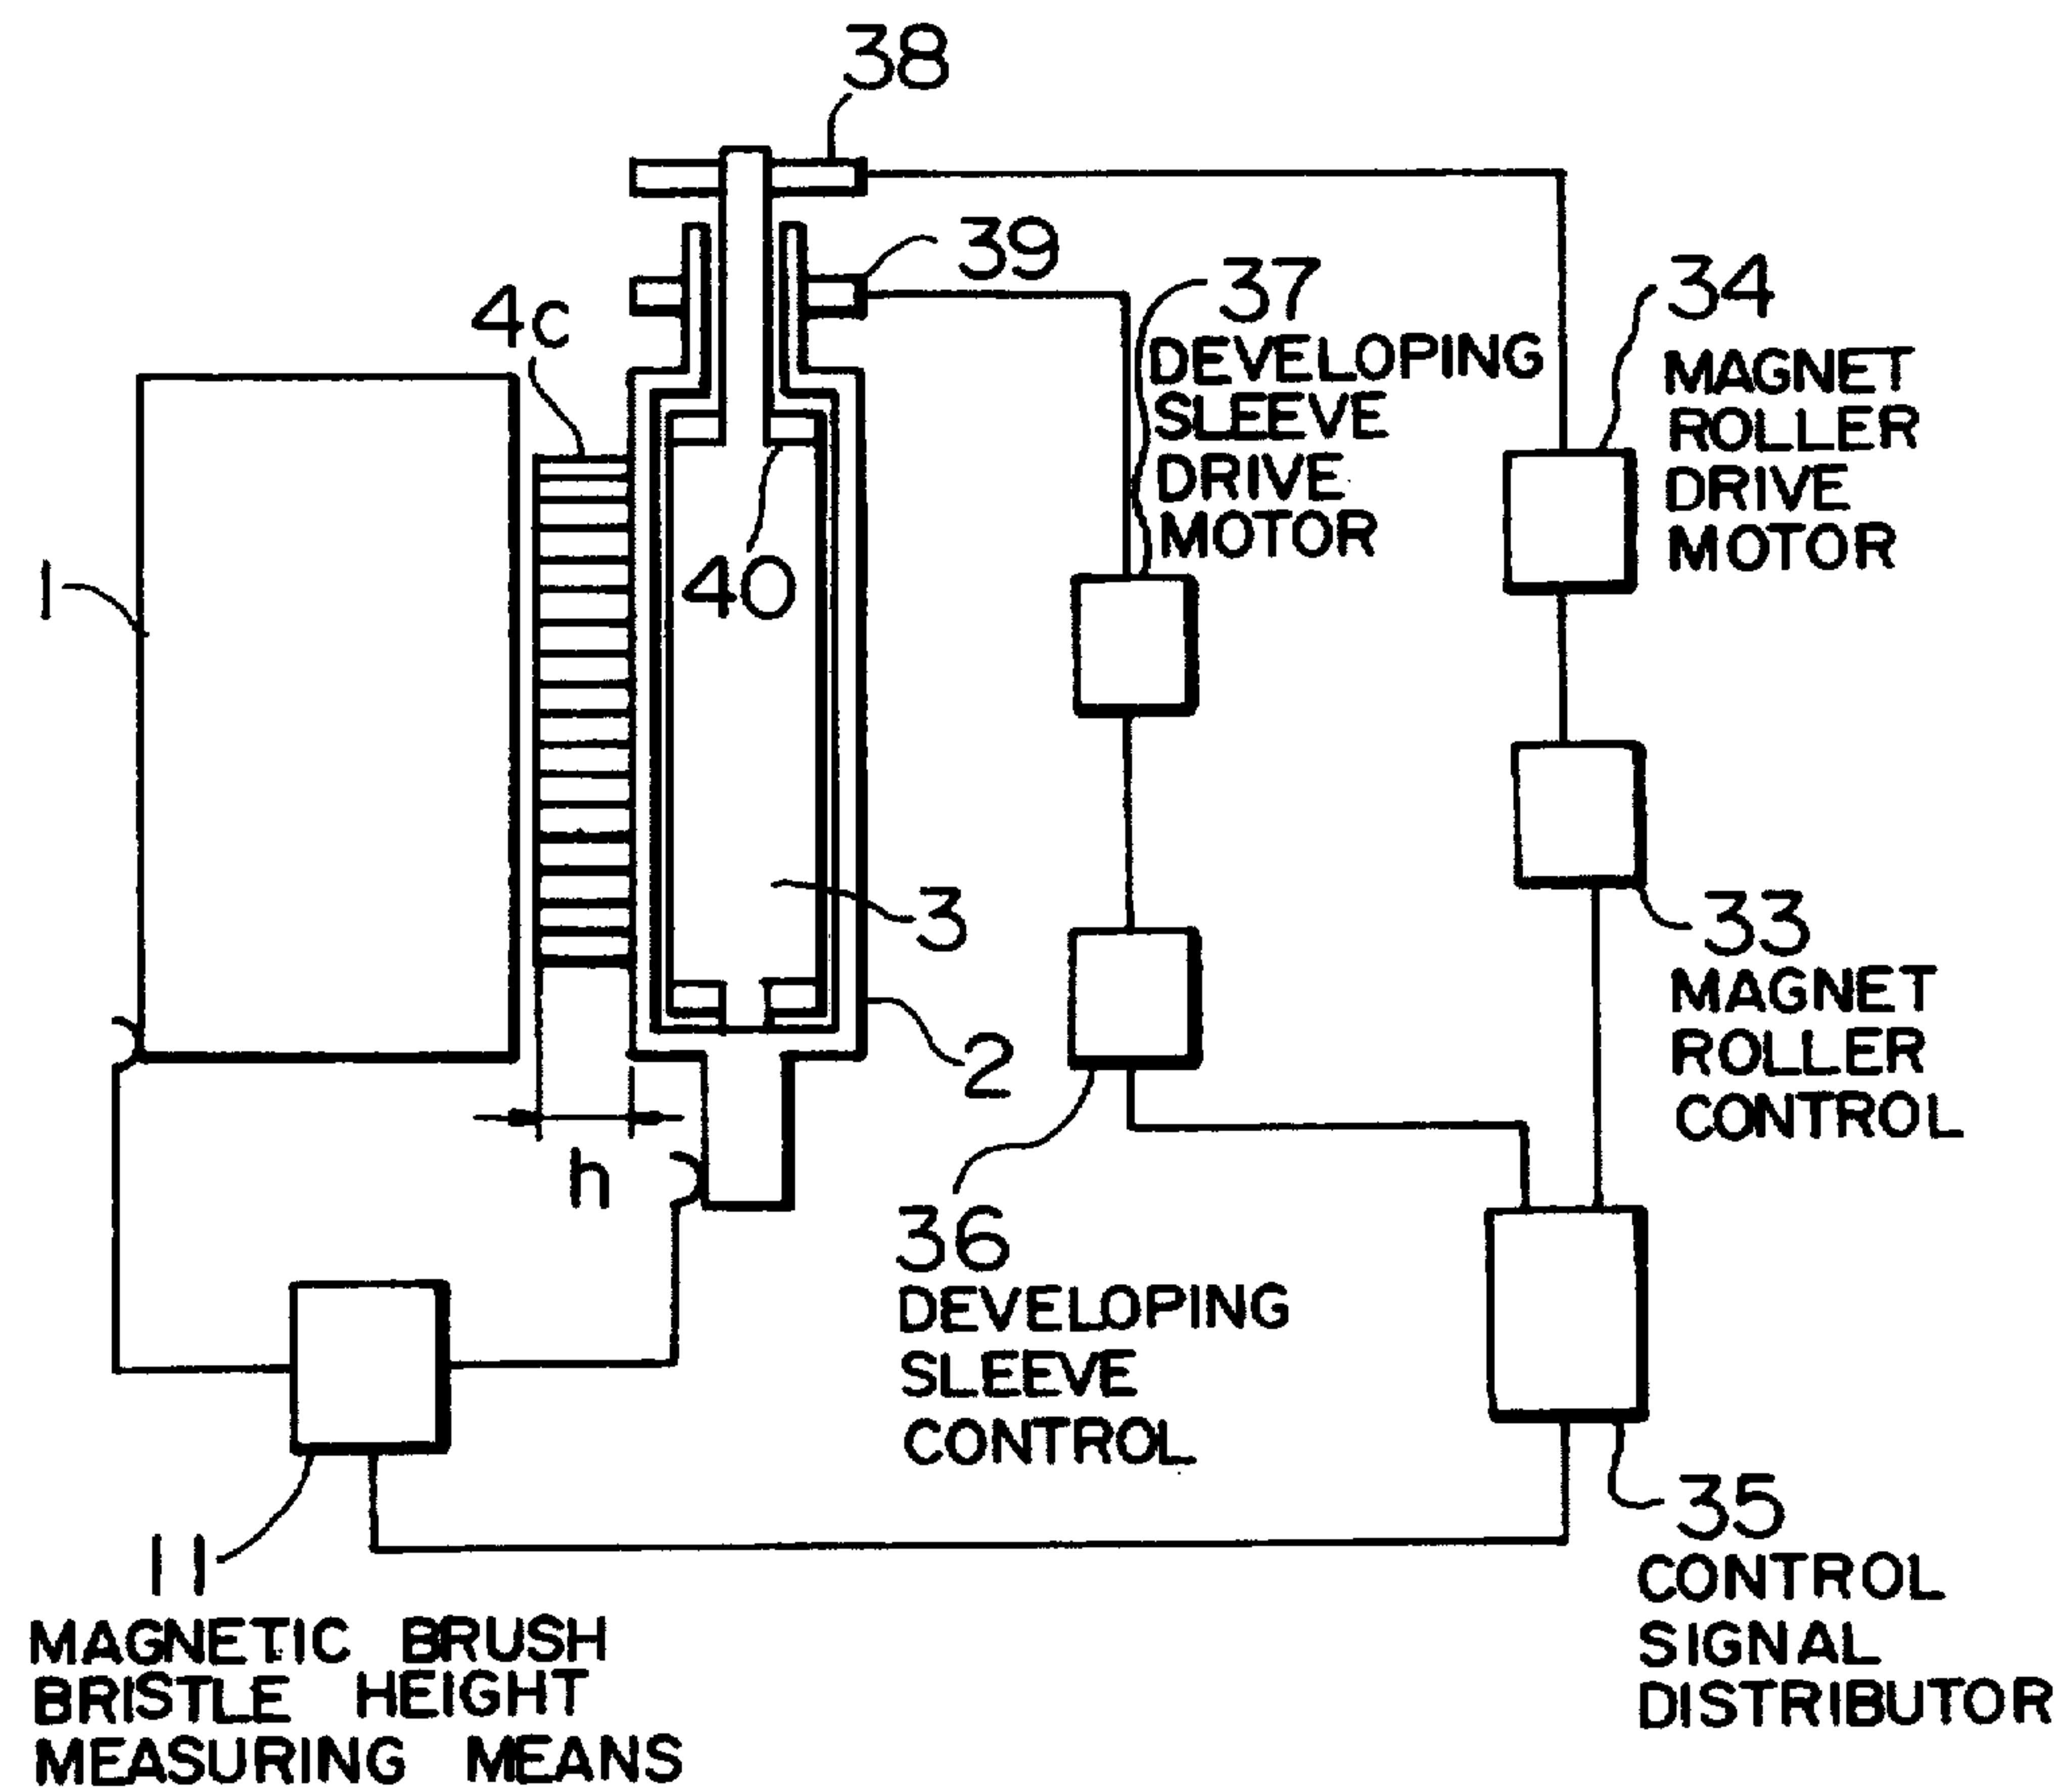 38
39
4c
37
DEVELOPING
SLEEVE
DRIVE
MOTOR
34
MAGNET
ROLLER
DRIVE
MOTOR
1
40
3
33
MAGNET
ROLLER
CONTROL
2
h
36
DEVELOPING
SLEEVE
CONTROL
35
CONTROL
SIGNAL
DISTRIBUTOR
11
MAGNETIC BRUSH
BRISTLE HEIGHT
MEASURING MEANS